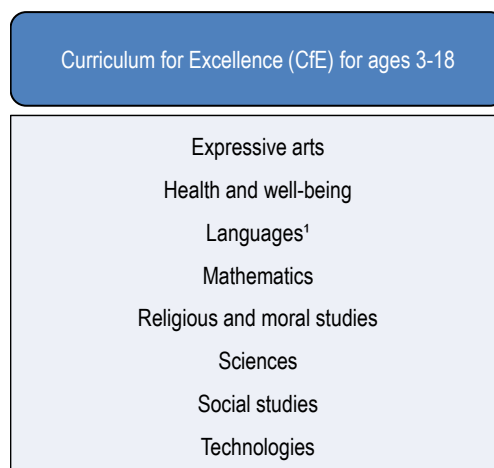 Curriculum for Excellence (CfE) for ages 3-18
Expressive arts
Health and well-being
Languages¹
Mathematics
Religious and moral studies
Sciences
Social studies
Technologies